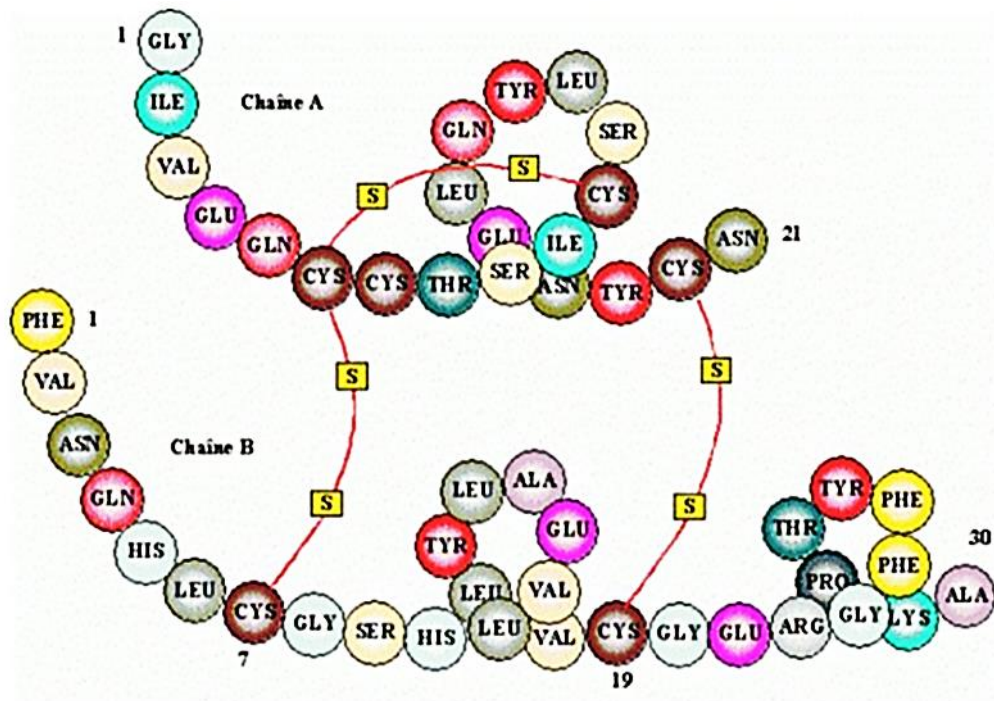 1
GLY
ILE
Chaîne A
VAL
GLU
GLN
CYS
CYS
THR
SER
ILE
CYS
SER
LEU
TYR
GLN
LEU
GLU
ASN
TYR
CYS
ASN
21
S
S
S
S
S
S
PHE
1
VAL
ASN
Chaîne B
GLN
HIS
LEU
CYS
7
GLY
SER
HIS
LEU
VAL
GLU
ALA
LEU
TYR
LEU
VAL
CYS
19
GLY
GLU
ARG
GLY
PHE
PHE
TYR
THR
PRO
LYS
ALA
30